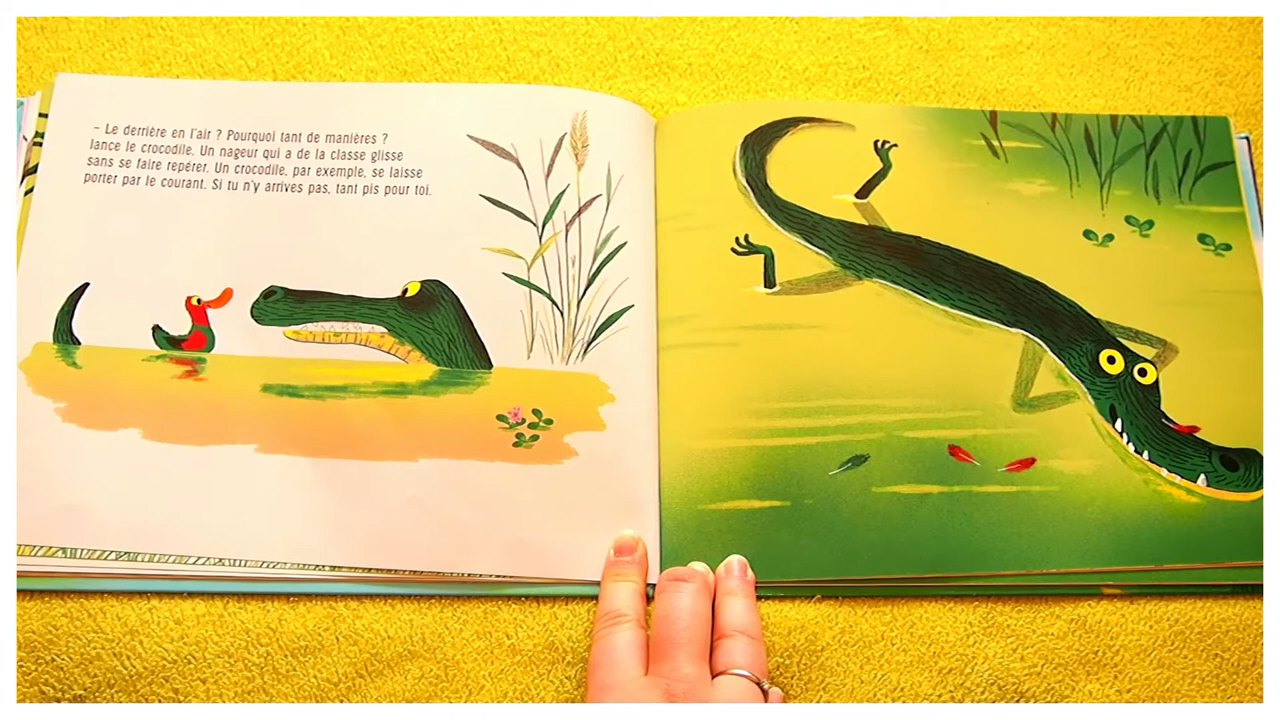 – Le derrière en l'air ? Pourquoi tant de manières ?
lance le crocodile. Un nageur qui a de la classe glisse
sans se faire repérer. Un crocodile, par exemple, se laisse
porter par le courant. Si tu n'y arrives pas, tant pis pour toi.